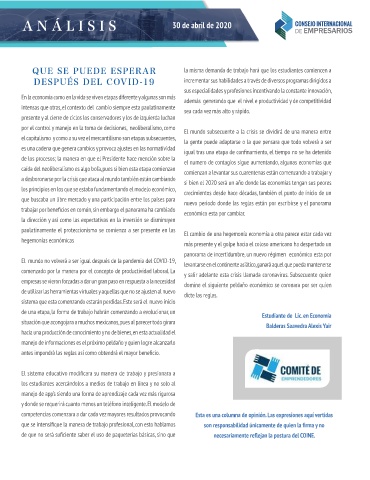 ANÁLISIS
30 de abril de 2020
CONSEJO INTERNACIONAL
DE EMPRESARIOS
QUE SE PUEDE ESPERAR
DESPUÉS DEL COVID-19
En la economía como en la vida se viven etapas diferente y algunas son más
intensas que otras, el contexto del cambio siempre esta paulatinamente
presente y al cierre de ciclos los conservadores y los de izquierda luchan
por el control y manejo en la toma de decisiones, neoliberalismo, como
el capitalismo y como a su vez el mercantilismo son etapas subsecuentes,
es una cadena que genera cambios y provoca ajustes en las normatividad
de los procesos; la manera en que el Presidente hace mención sobre la
caída del neoliberalismo es algo bollagues si bien esta etapa comienzan
a desboronarse por la crisis que ataca al mundo también están cambiando
los principios en los que se estaba fundamentando el modelo económico,
que buscaba un libre mercado y una participación entre los países para
trabajar por beneficios en común, sin embargo el panorama ha cambiado
la dirección y así como las expectativas en la inversión se disminuyen
paulatinamente el proteccionismo se comienza a ser presente en las
hegemonías económicas
El mundo no volverá a ser igual después de la pandemia del COVID-19,
comenzado por la manera por el concepto de productividad laboral. La
empresas se vieron forzadas a dar un gran paso en respuesta a la necesidad
de utilizar las herramientas virtuales y aquellas que no se ajusten al nuevo
sistema que esta comenzando estarán perdidas. Este será el nuevo inicio
de una etapa, la forma de trabajo habrán comenzando a evolucionar, un
situación que acongojara a muchos mexicanos, pues al parecer todo girara
hacia una producción de conocimiento y no de bienes, en esta actualidad el
manejo de informaciones es el próximo peldaño y quien logre alcanzarlo
antes impondrá las reglas así como obtendrá el mayor beneficio.
El sistema educativo modificara su manera de trabajo y presionara a
los estudiantes acercándolos a medios de trabajo en línea y no solo al
manejo de app's siendo una forma de aprendizaje cada vez más rigurosa
y donde se requerirá cuanto menos un teléfono inteligente. El modelo de
competencias comenzara a dar cada vez mayores resultados provocando
que se intensifique la manera de trabajo profesional, con esto hablamos
de que no será suficiente saber el uso de paqueterías básicas, sino que
la misma demanda de trabajo hará que los estudiantes comiencen a
incrementar sus habilidades a través de diversos programas dirigidos a
sus especialidades y profesiones incentivando la constante innovación,
además generando que el nivel e productividad y de competitividad
sea cada vez más alto y rápido.
El mundo subsecuente a la crisis se dividirá de una manera entre
la gente puede adaptarse o la que pensara que todo volverá a ser
igual tras una etapa de confinamiento, el tiempo no se ha detenido
el numero de contagios sigue aumentando, algunas economías que
comienzan a levantar sus cuarentenas están comenzando a trabajar y
si bien el 2020 será un año donde las economías tengan sus peores
crecimientos desde hace décadas, también el punto de inicio de un
nuevo periodo donde las reglas están por escribirse y el panorama
económico esta por cambiar.
El cambio de una hegemonía economía a otra parece estar cada vez
más presente y el golpe hacia el coloso americano ha despertado un
panorama de incertidumbre, un nuevo régimen económico esta por
levantarse en el continente asiático, ganará aquel que pueda mantenerse
y salir adelante esta crisis llamada coronavirus. Subsecuente quien
domine el siguiente peldaño económico se coronara por ser quien
dicte las reglas.
Estudiante de Lic. en Economía
Balderas Saavedra Alexis Yair
COMITÉ DE
EMPRENDEDORES
Esta es una columna de opinión. Las expresiones aquí vertidas
son responsabilidad únicamente de quien la firma y no
necesariamente reflejan la postura del COINE.